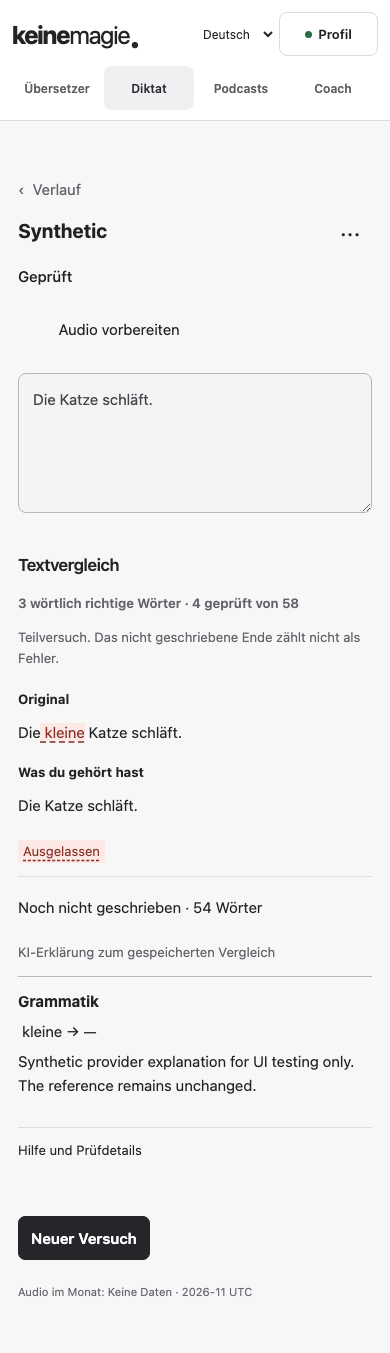 keinemagie.
Deutsch
Profil
Übersetzer
Diktat
Podcasts
Coach
‹ Verlauf
Synthetic
...
Geprüft
Audio vorbereiten
Die Katze schläft.
Textvergleich
3 wörtlich richtige Wörter · 4 geprüft von 58
Teilversuch. Das nicht geschriebene Ende zählt nicht als
Fehler.
Original
Die kleine Katze schläft.
Was du gehört hast
Die Katze schläft.
Ausgelassen
Noch nicht geschrieben · 54 Wörter
KI-Erklärung zum gespeicherten Vergleich
Grammatik
kleine → —
Synthetic provider explanation for UI testing only.
The reference remains unchanged.
Hilfe und Prüfdetails
Neuer Versuch
Audio im Monat: Keine Daten · 2026-11 UTC